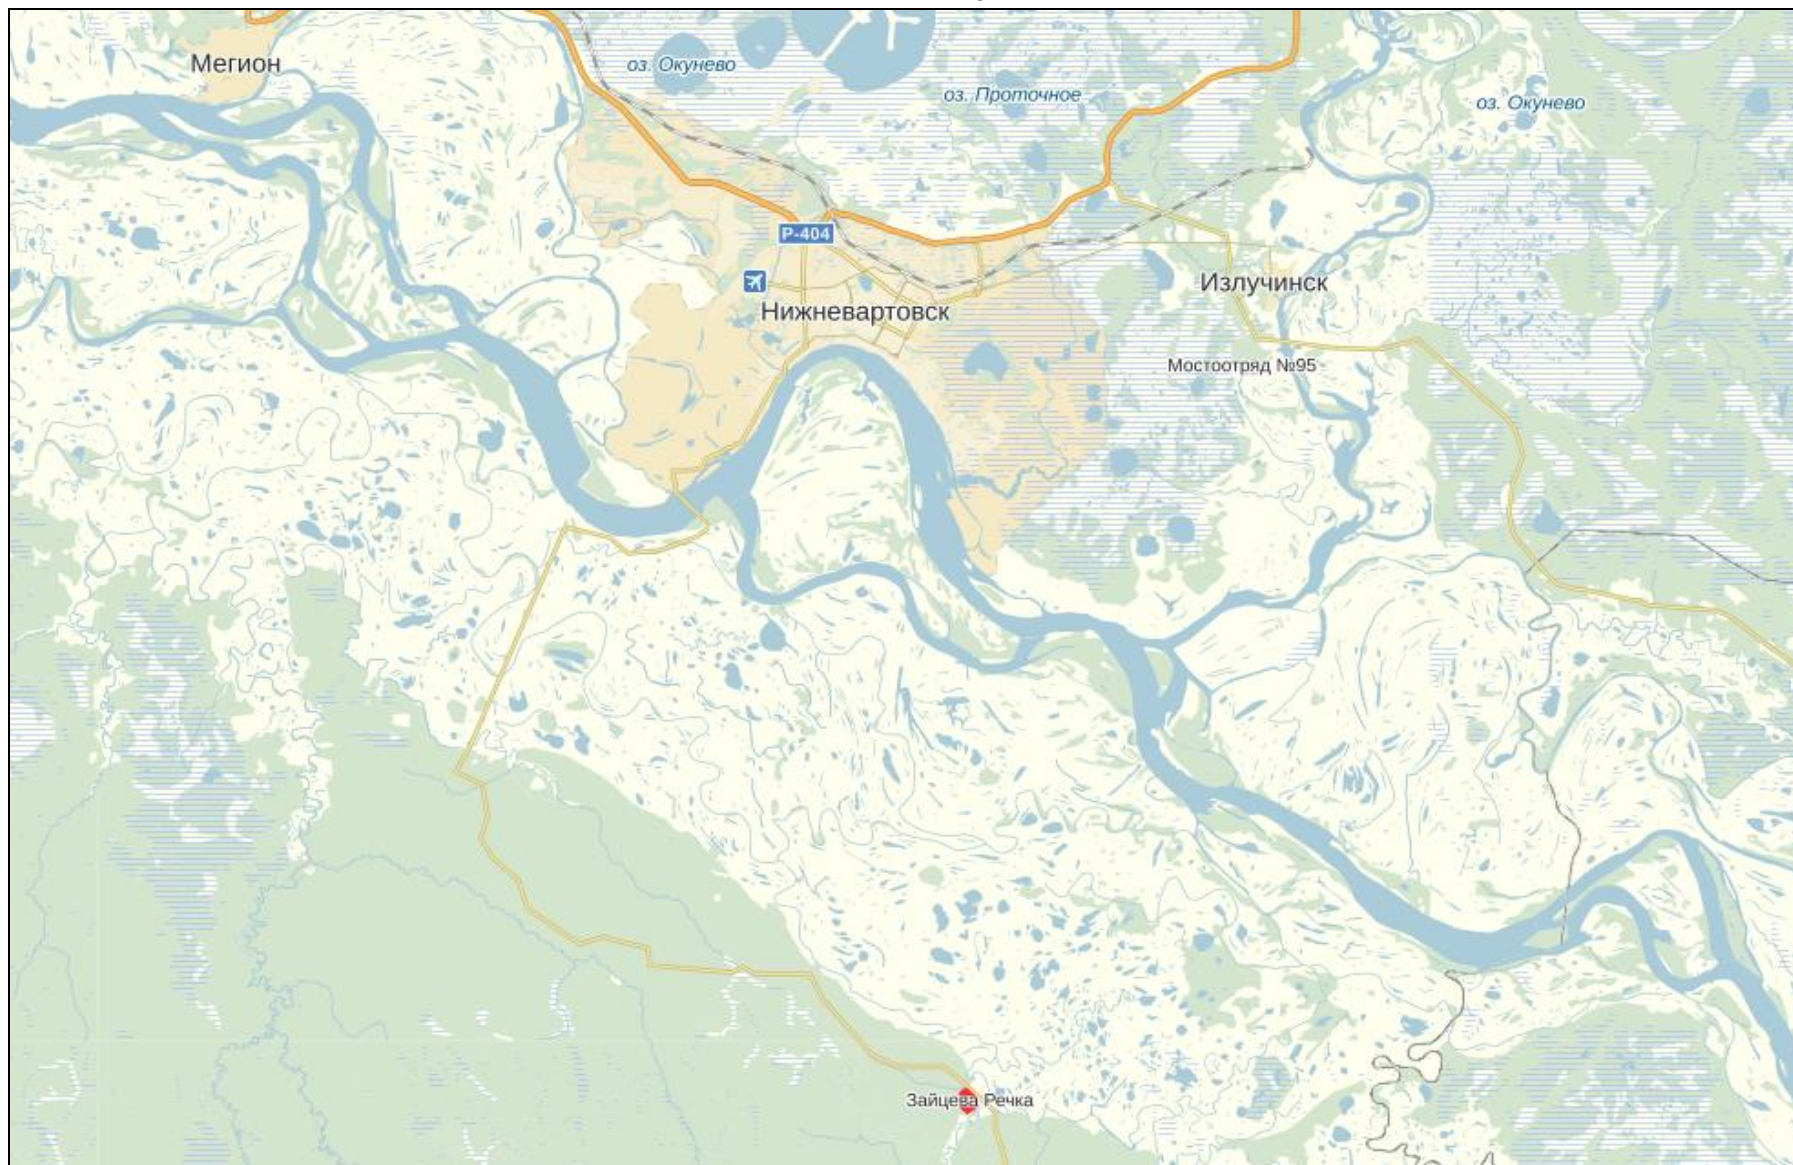 Мегион
оз. Окунево
оз. Проточное
оз. Окунево
Р-404
Излучинск
Нижневартовск
Мостоотряд №95
Зайцева Речка